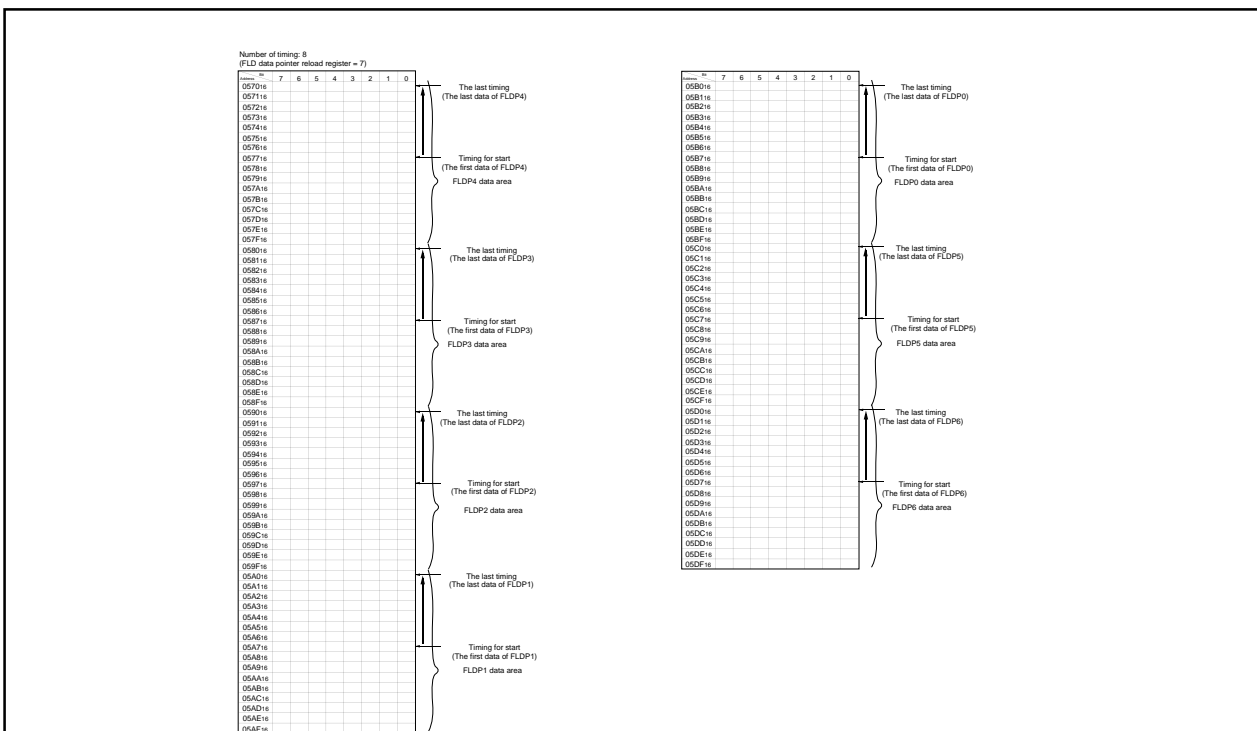 Number of timing: 8
(FLD data pointer reload register = 7)
Bit
Address
7 6 5 4 3 2 1 0
057016
057116
057216
057316
057416
057516
057616
057716
057816
057916
057A16
057B16
057C16
057D16
057E16
057F16
058016
058116
058216
058316
058416
058516
058616
058716
058816
058916
058A16
058B16
058C16
058D16
058E16
058F16
059016
059116
059216
059316
059416
059516
059616
059716
059816
059916
059A16
059B16
059C16
059D16
059E16
059F16
05A016
05A116
05A216
05A316
05A416
05A516
05A616
05A716
05A816
05A916
05AA16
05AB16
05AC16
05AD16
05AE16
05AF16
The last timing
(The last data of FLDP4)
Timing for start
(The first data of FLDP4)
FLDP4 data area
The last timing
(The last data of FLDP3)
Timing for start
(The first data of FLDP3)
FLDP3 data area
The last timing
(The last data of FLDP2)
Timing for start
(The first data of FLDP2)
FLDP2 data area
The last timing
(The last data of FLDP1)
Timing for start
(The first data of FLDP1)
FLDP1 data area
Bit
Address
7 6 5 4 3 2 1 0
05B016
05B116
05B216
05B316
05B416
05B516
05B616
05B716
05B816
05B916
05BA16
05BB16
05BC16
05BD16
05BE16
05BF16
05C016
05C116
05C216
05C316
05C416
05C516
05C616
05C716
05C816
05C916
05CA16
05CB16
05CC16
05CD16
05CE16
05CF16
05D016
05D116
05D216
05D316
05D416
05D516
05D616
05D716
05D816
05D916
05DA16
05DB16
05DC16
05DD16
05DE16
05DF16
The last timing
(The last data of FLDP0)
Timing for start
(The first data of FLDP0)
FLDP0 data area
The last timing
(The last data of FLDP5)
Timing for start
(The first data of FLDP5)
FLDP5 data area
The last timing
(The last data of FLDP6)
Timing for start
(The first data of FLDP6)
FLDP6 data area